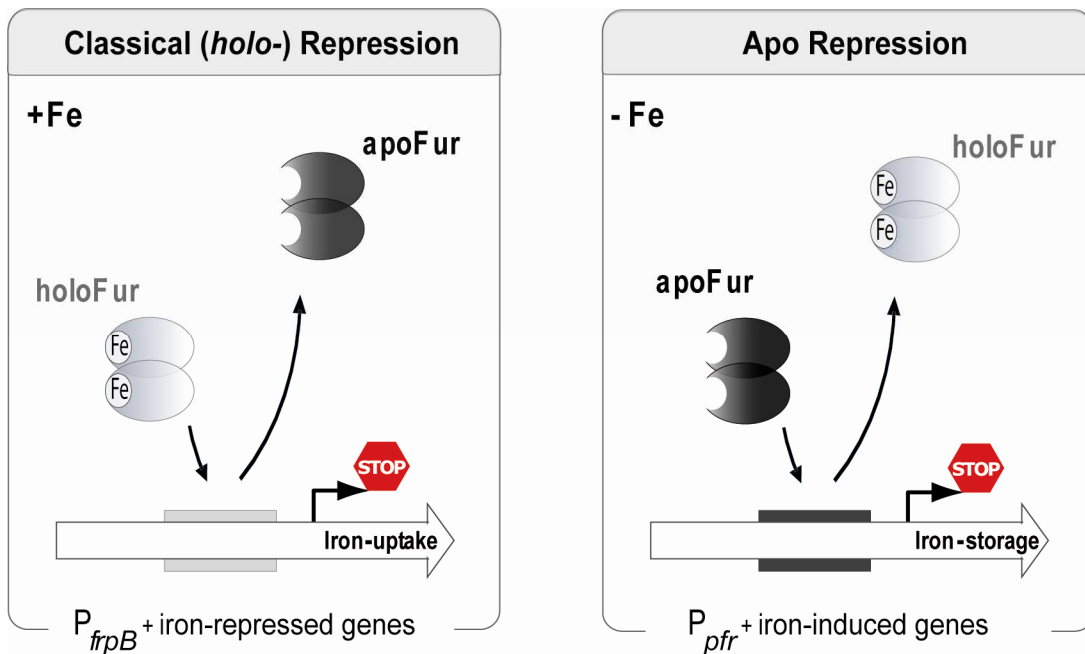 Classical (holo-) Repression
+Fe
apoFur
holoFur
Fe
Fe
STOP
Iron-uptake
PfrpB + iron-repressed genes
Apo Repression
- Fe
holoFur
Fe
Fe
apoFur
STOP
Iron-storage
Ppfr + iron-induced genes